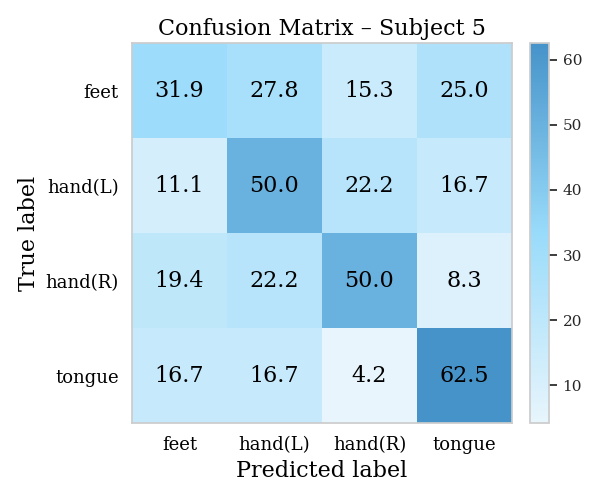 Confusion Matrix – Subject 5
feet 31.9 27.8 15.3 25.0
hand(L) 11.1 50.0 22.2 16.7
hand(R) 19.4 22.2 50.0 8.3
tongue 16.7 16.7 4.2 62.5
feet hand(L) hand(R) tongue
Predicted label
True label
60
50
40
30
20
10